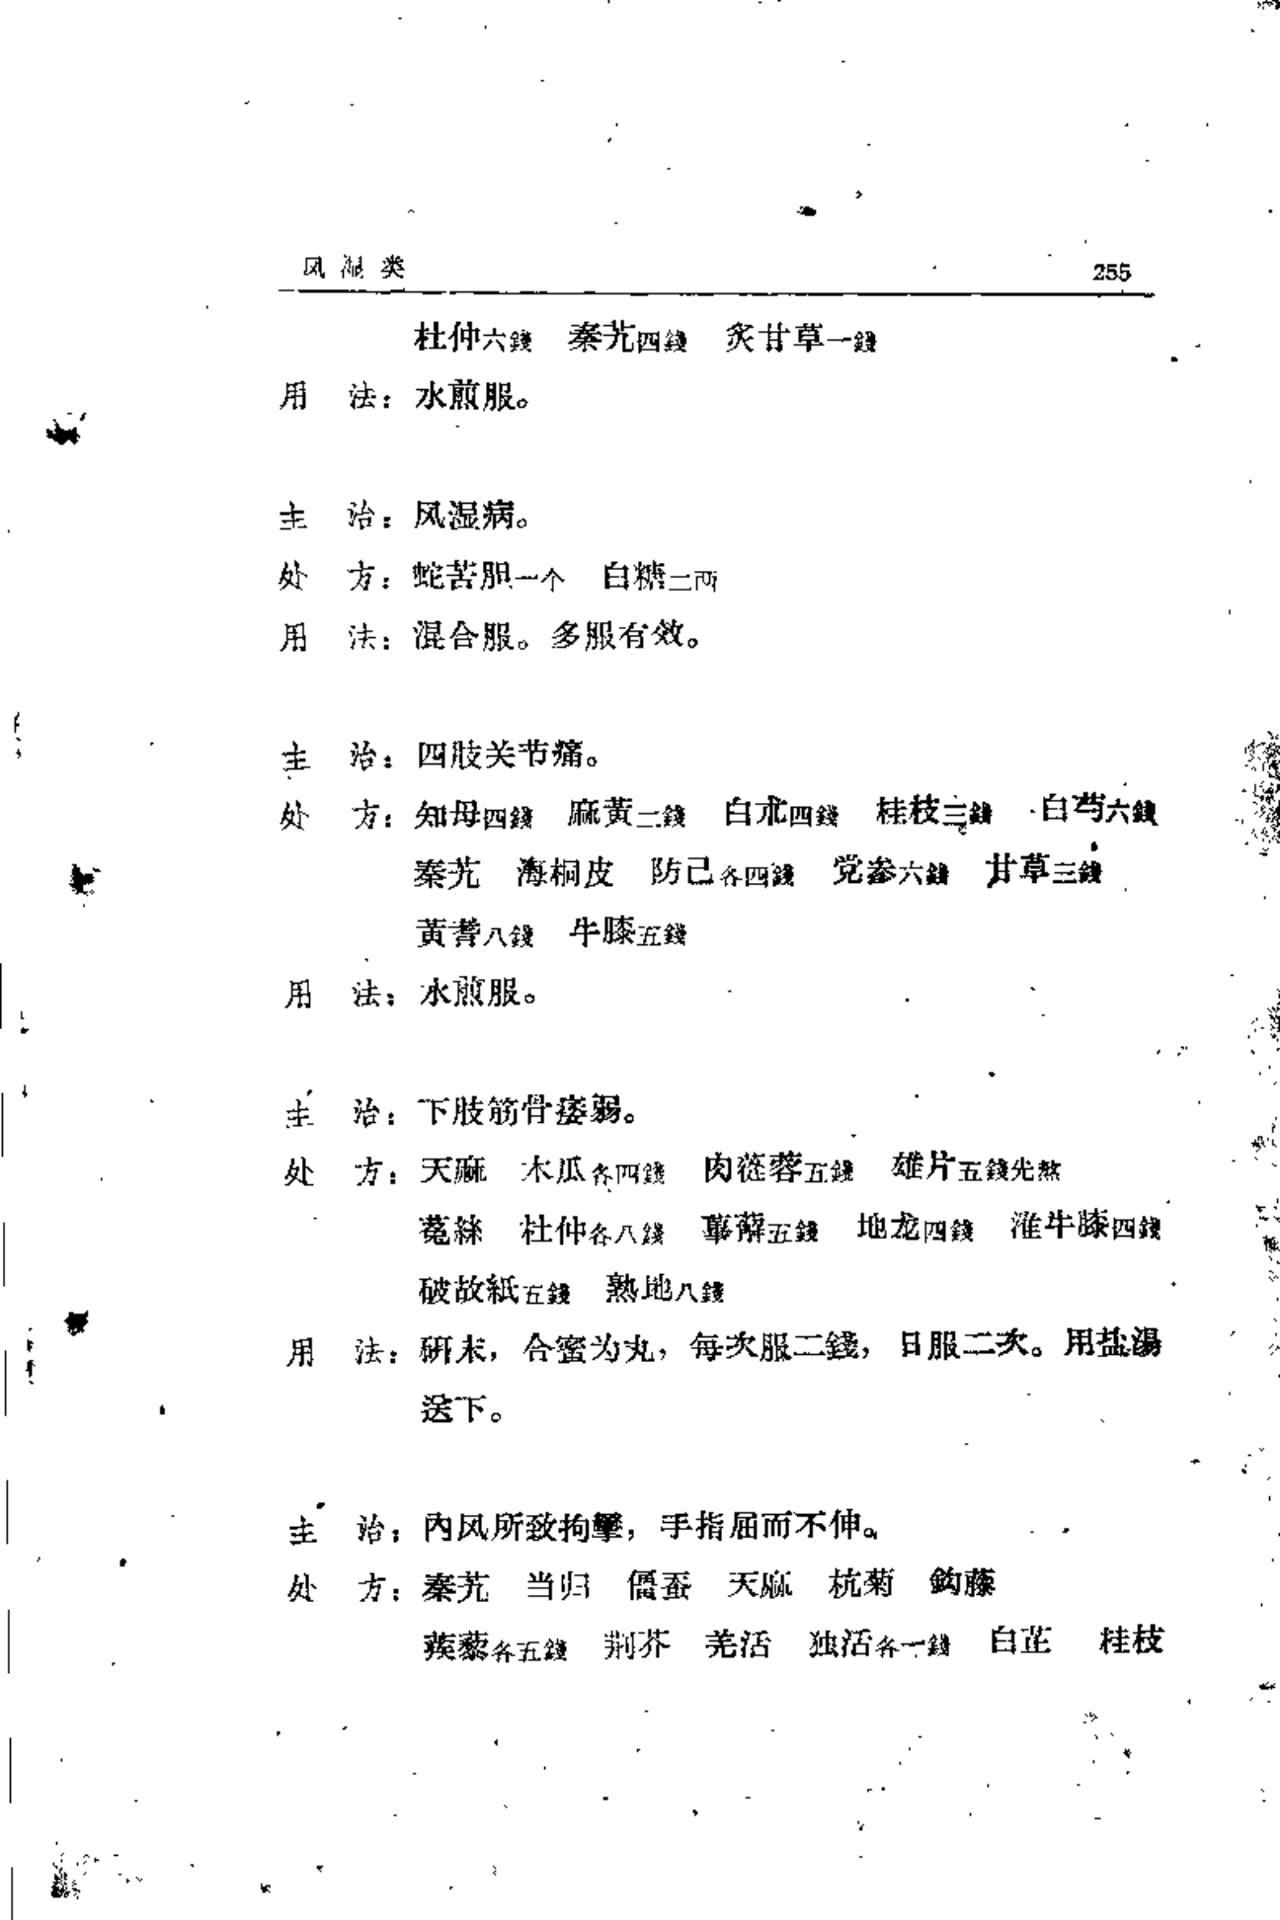 风湿类 255
杜仲六錢 秦艽四錢 炙甘草一錢
用 法：水煎服。
主 治：风湿病。
处 方：蛇苦胆一个 白糖二两
用 法：混合服。多服有效。
主 治：四肢关节痛。
处 方：知母四錢 麻黄二錢 白朮四錢 桂枝三錢 白芍六錢
秦艽 海桐皮 防己各四錢 党參六錢 甘草三錢
黄耆八錢 牛膝五錢
用 法：水煎服。
主 治：下肢筋骨痿弱。
处 方：天麻 木瓜各四錢 肉蓯蓉五錢 雄片五錢先熬
菟絲 杜仲各八錢 萆薢五錢 地龙四錢 淮牛膝四錢
破故紙五錢 熟地八錢
用 法：研末，合蜜为丸，每次服二錢，日服二次。用盐湯
送下。
主 治：内风所致拘攣，手指屈而不伸。
处 方：秦艽 当归 僵蚕 天麻 杭菊 鈎藤
蒺藜各五錢 荆芥 羌活 独活各一錢 白芷 桂枝